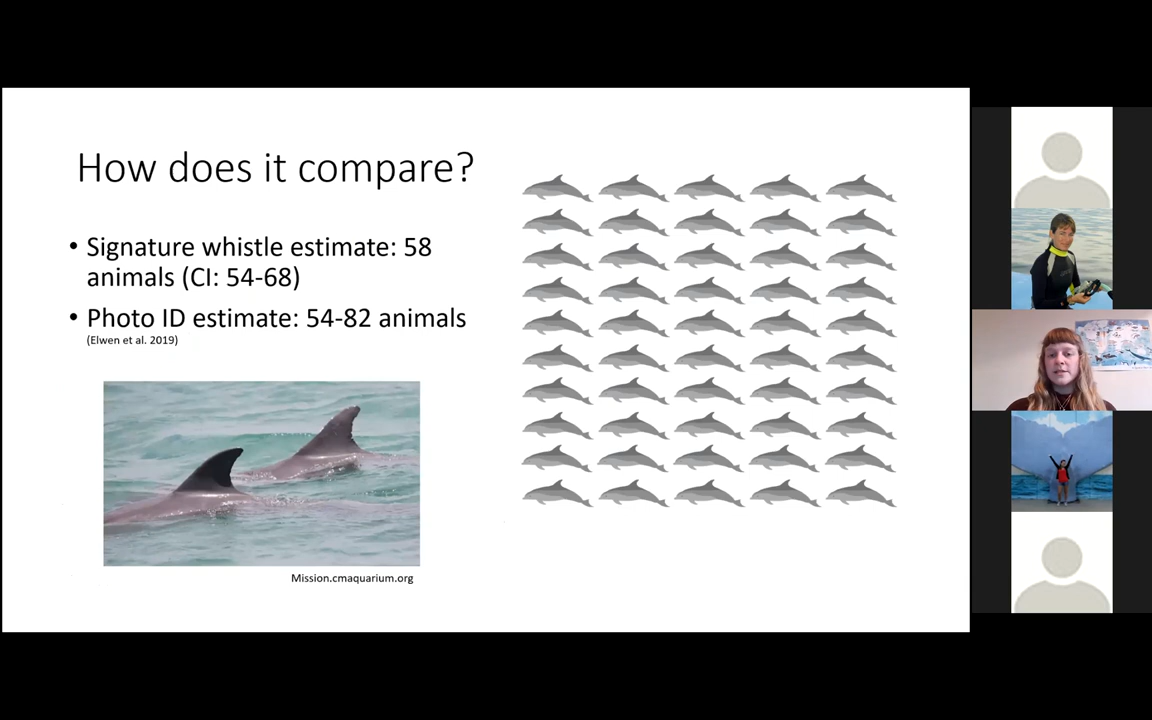 How does it compare?
• Signature whistle estimate: 58
animals (CI: 54-68)
• Photo ID estimate: 54-82 animals
(Elwen et al. 2019)
Mission.cmaquarium.org